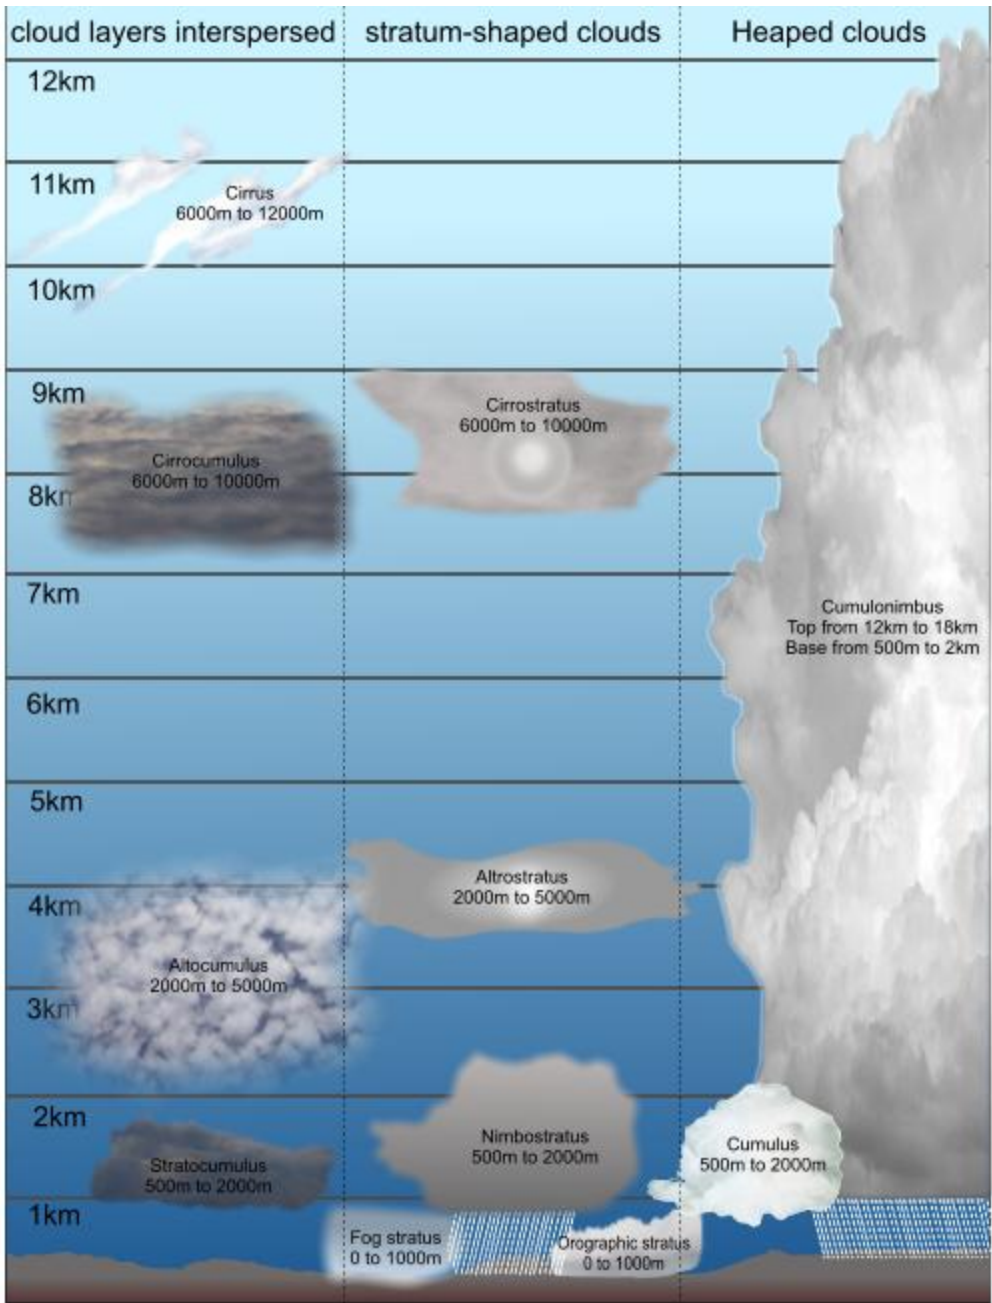 cloud layers interspersed
stratum-shaped clouds
Heaped clouds
12km
11km
Cirrus
6000m to 12000m
10km
9km
Cirrostratus
6000m to 10000m
Cirrocumulus
6000m to 10000m
8km
7km
Cumulonimbus
Top from 12km to 18km
Base from 500m to 2km
6km
5km
Altrostratus
2000m to 5000m
4km
Altocumulus
2000m to 5000m
3km
2km
Nimbostratus
500m to 2000m
Cumulus
500m to 2000m
Stratocumulus
500m to 2000m
1km
Fog stratus
0 to 1000m
Orographic stratus
0 to 1000m